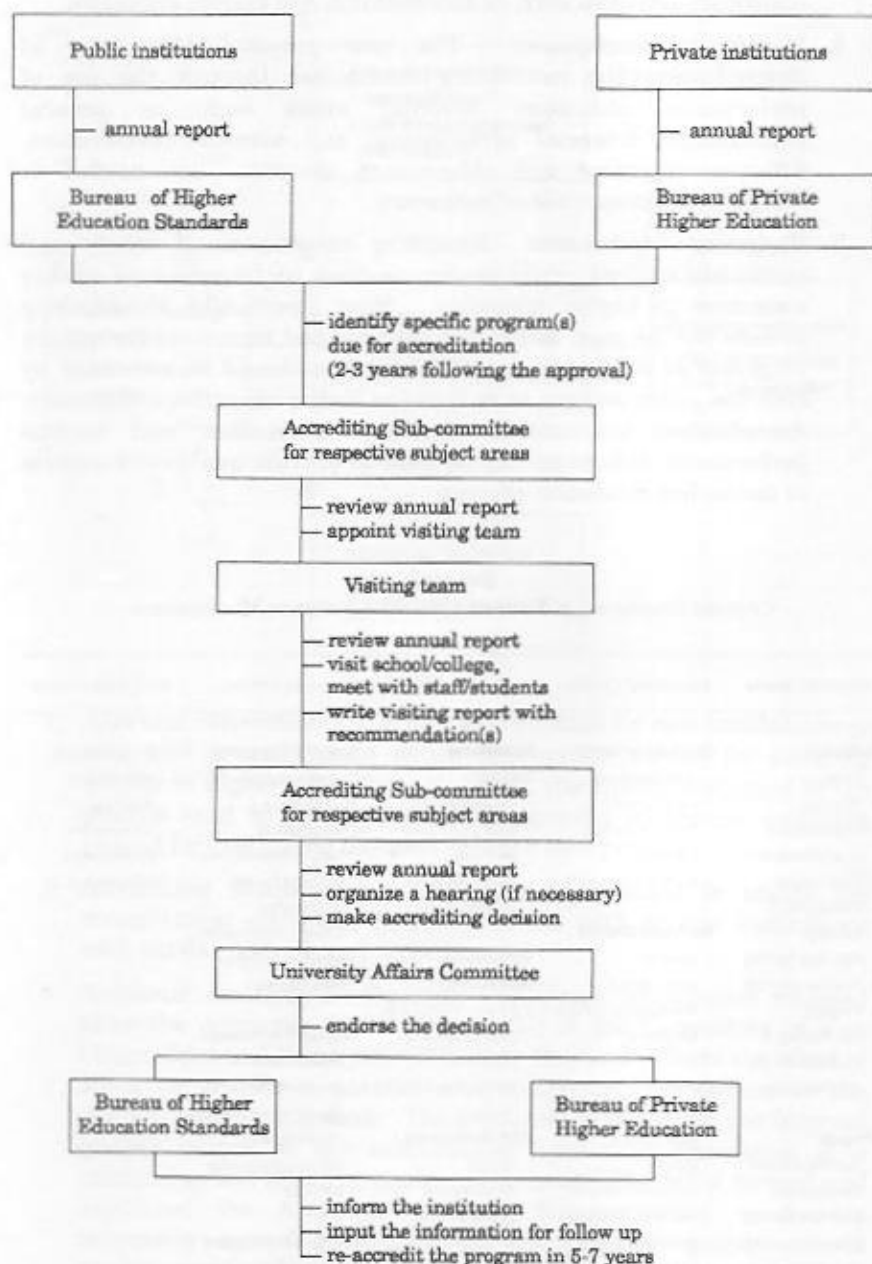 Public institutions
Private institutions
annual report
annual report
Bureau of Higher
Education Standards
Bureau of Private
Higher Education
identify specific program(s)
due for accreditation
(2-3 years following the approval)
Accrediting Sub-committee
for respective subject areas
review annual report
appoint visiting team
Visiting team
review annual report
visit school/college,
meet with staff/students
write visiting report with
recommendation(s)
Accrediting Sub-committee
for respective subject areas
review annual report
organize a hearing (if necessary)
make accrediting decision
University Affairs Committee
endorse the decision
Bureau of Higher
Education Standards
Bureau of Private
Higher Education
inform the institution
input the information for follow up
re-accredit the program in 5-7 years